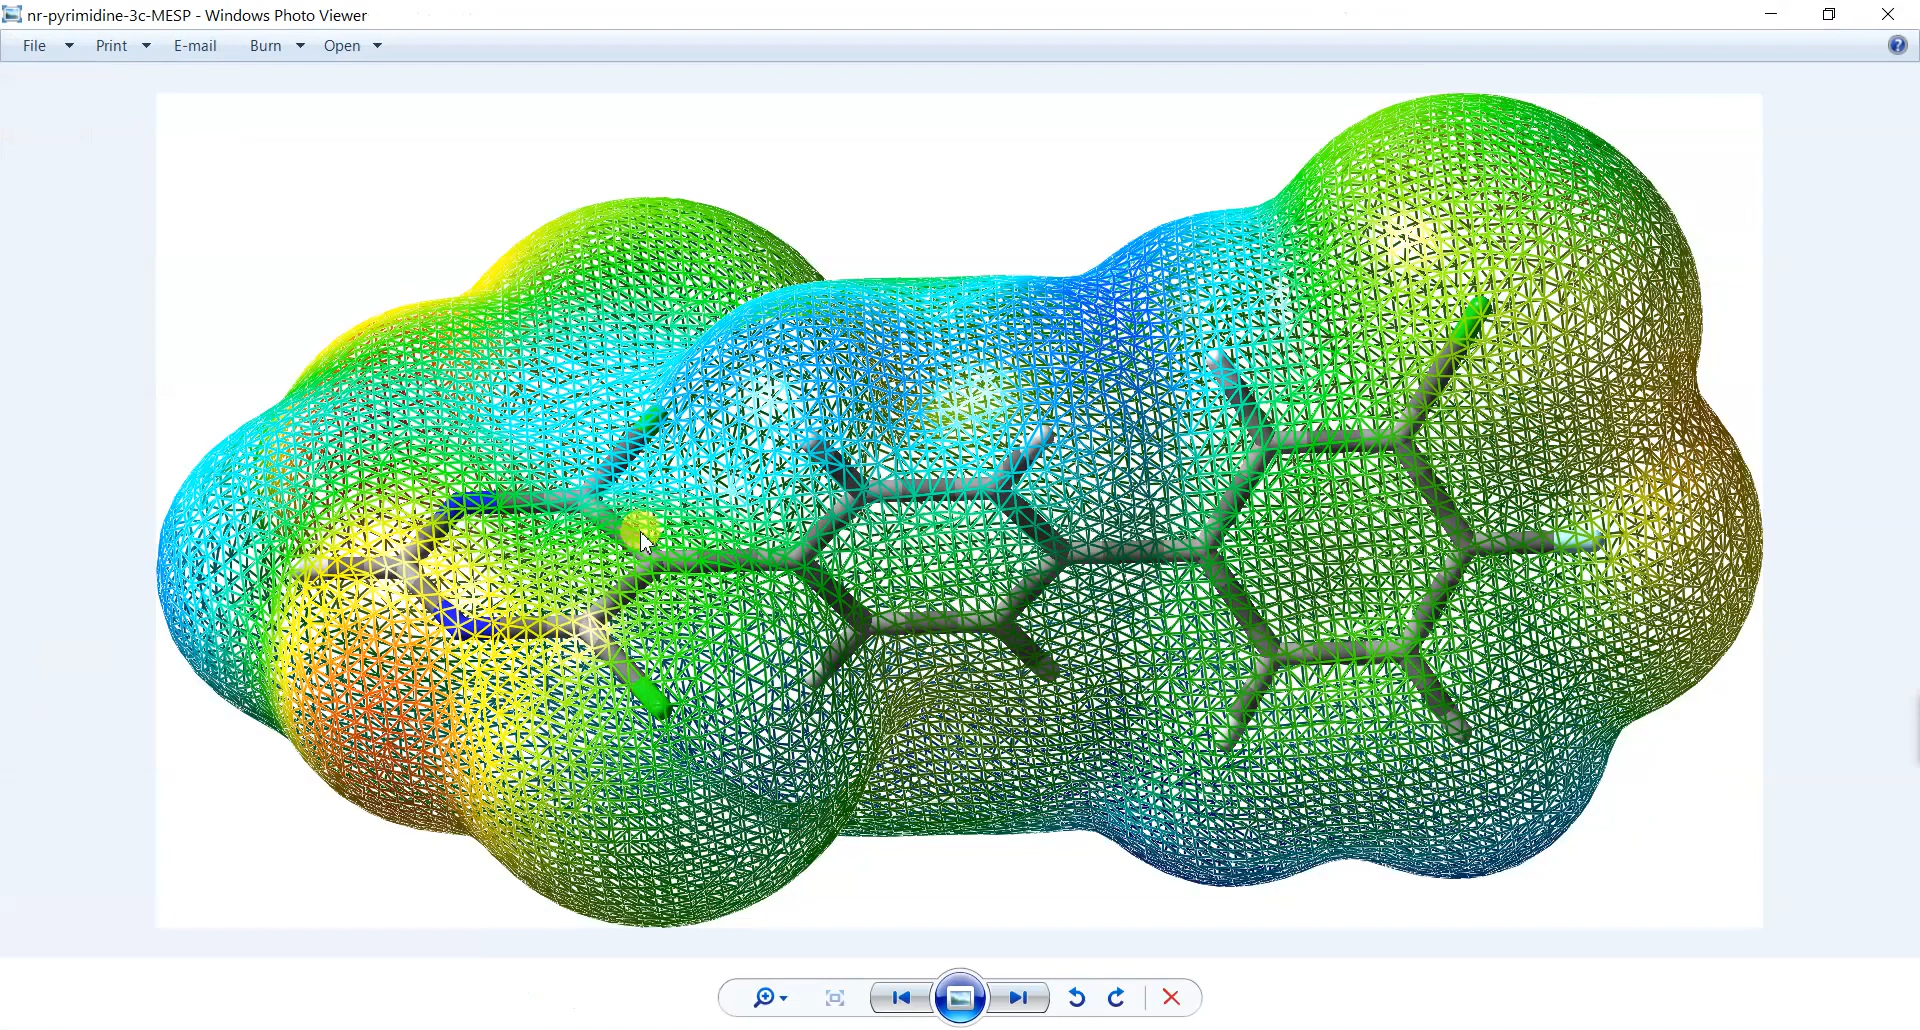 nr-pyrimidine-3c-MESP - Windows Photo Viewer
File Print E-mail Burn Open ?